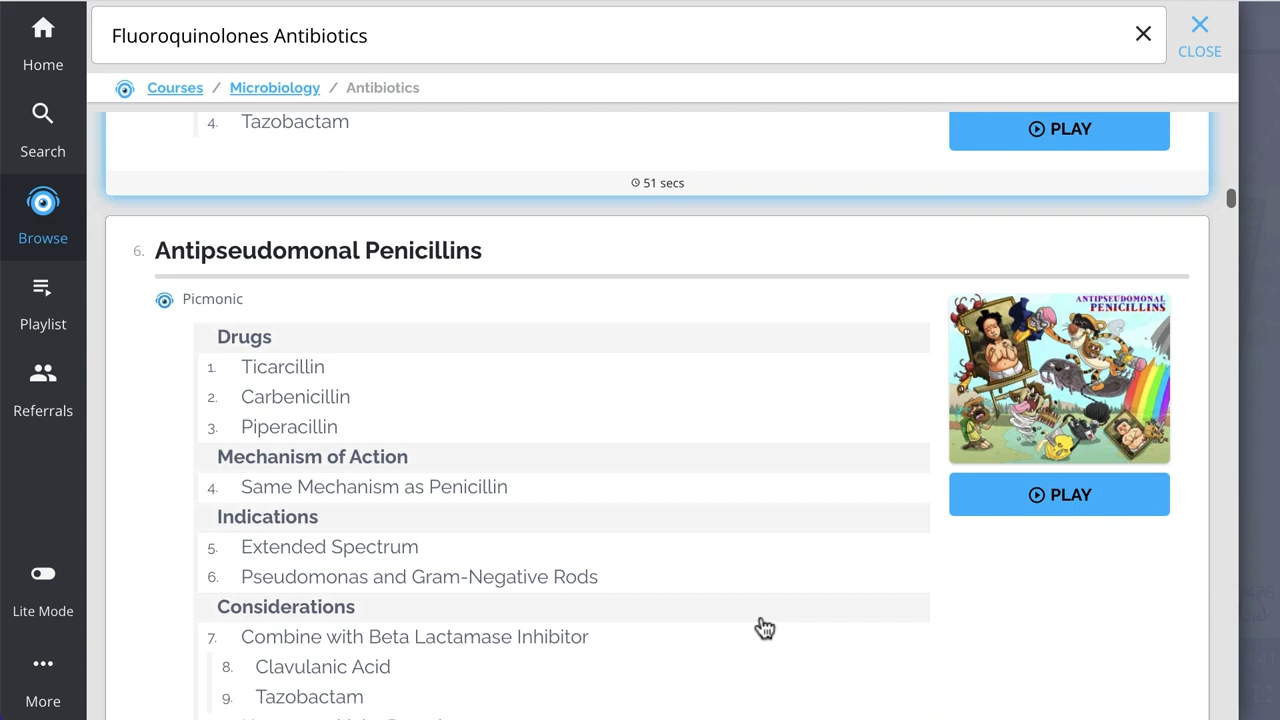 Home
Search
Browse
Playlist
Referrals
Lite Mode
More
Fluoroquinolones Antibiotics
CLOSE
Courses / Microbiology / Antibiotics
4. Tazobactam
PLAY
51 secs
6. Antipseudomonal Penicillins
Picmonic
Drugs
1. Ticarcillin
2. Carbenicillin
3. Piperacillin
Mechanism of Action
4. Same Mechanism as Penicillin
Indications
5. Extended Spectrum
6. Pseudomonas and Gram-Negative Rods
Considerations
7. Combine with Beta Lactamase Inhibitor
8. Clavulanic Acid
9. Tazobactam
ANTIPSEUDOMONAL
PENICILLINS
PLAY